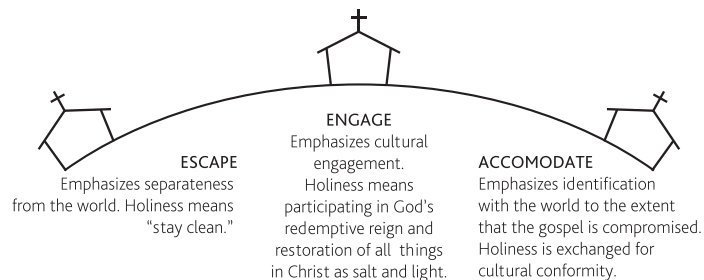 ESCAPE
Emphasizes separateness
from the world. Holiness means
“stay clean.”
ENGAGE
Emphasizes cultural
engagement.
Holiness means
participating in God’s
redemptive reign and
restoration of all things
in Christ as salt and light.
ACCOMODATE
Emphasizes identification
with the world to the extent
that the gospel is compromised.
Holiness is exchanged for
cultural conformity.